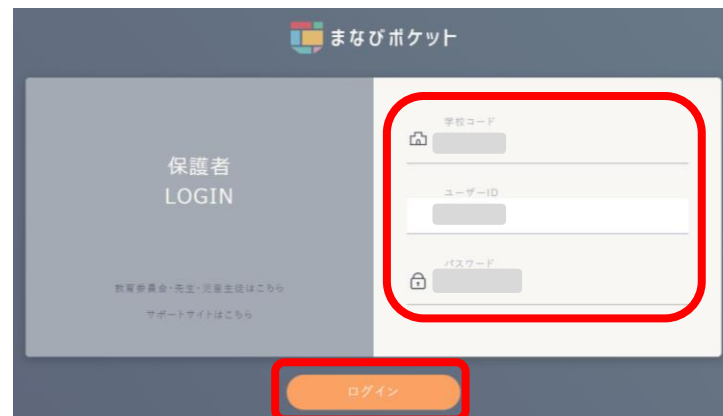 まなびポケット
保護者
LOGIN
教育委員会・先生・児童生徒はこちら
サポートサイトはこちら
学校コード
ユーザーID
パスワード
ログイン